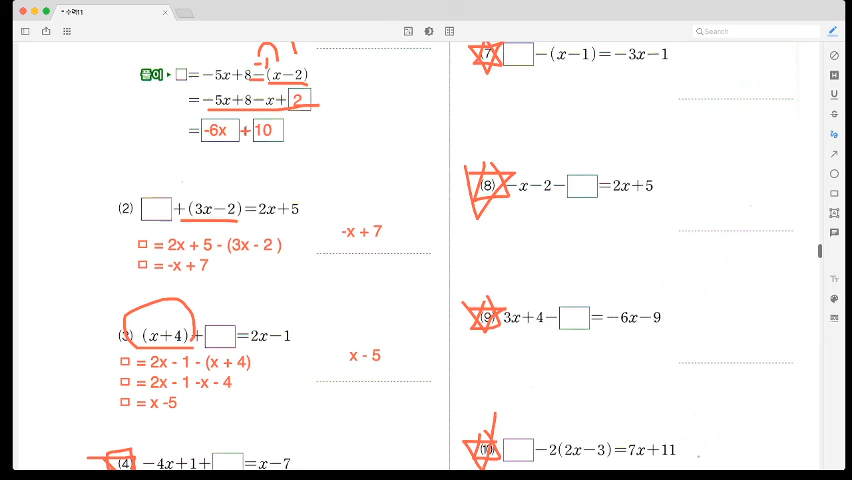 수력11
Search
풀이 □ = −5x+8−(x−2)
-1
= −5x+8−x+2
= -6x + 10
(2) □ +(3x−2)=2x+5
□ = 2x + 5 - (3x - 2 )
□ = -x + 7
-x + 7
(3) (x+4)+ □ =2x−1
□ = 2x - 1 - (x + 4)
□ = 2x - 1 -x - 4
□ = x -5
x - 5
(4) −4x+1+ □ =x−7
(7) □ −(x−1)=−3x−1
(8) −x−2− □ =2x+5
(9) 3x+4− □ =−6x−9
(10) □ −2(2x−3)=7x+11